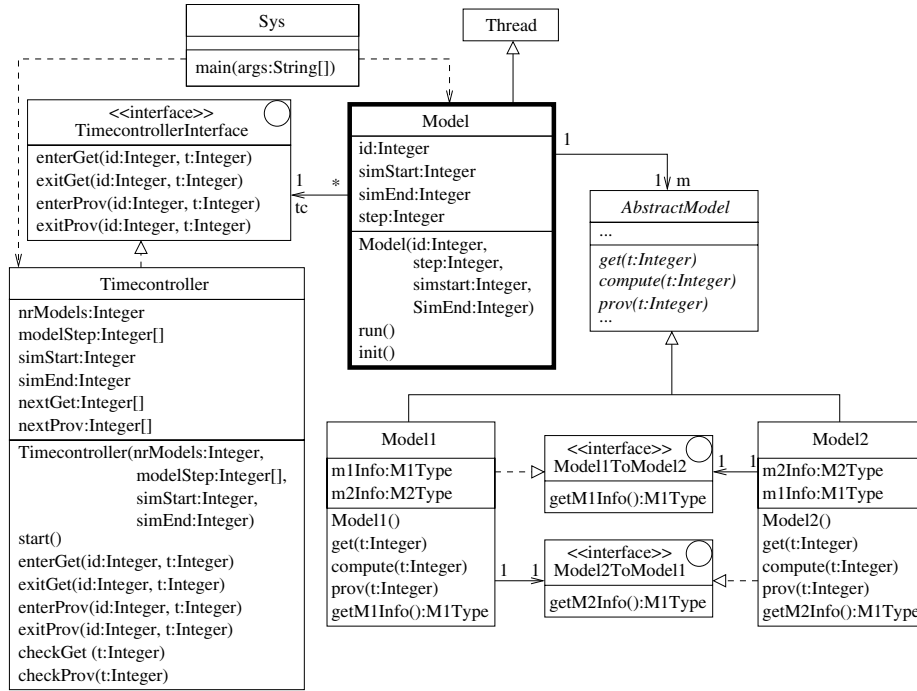 Sys
main(args:String[])
Thread
<<interface>>
TimecontrollerInterface
enterGet(id:Integer, t:Integer)
exitGet(id:Integer, t:Integer)
enterProv(id:Integer, t:Integer)
exitProv(id:Integer, t:Integer)
1
tc
*
Model
id:Integer
simStart:Integer
simEnd:Integer
step:Integer
Model(id:Integer,
step:Integer,
simstart:Integer,
SimEnd:Integer)
run()
init()
1
1
m
AbstractModel
...
get(t:Integer)
compute(t:Integer)
prov(t:Integer)
...
Timecontroller
nrModels:Integer
modelStep:Integer[]
simStart:Integer
simEnd:Integer
nextGet:Integer[]
nextProv:Integer[]
Timecontroller(nrModels:Integer,
modelStep:Integer[],
simStart:Integer,
simEnd:Integer)
start()
enterGet(id:Integer, t:Integer)
exitGet(id:Integer, t:Integer)
enterProv(id:Integer, t:Integer)
exitProv(id:Integer, t:Integer)
checkGet (t:Integer)
checkProv(t:Integer)
Model1
m1Info:M1Type
m2Info:M2Type
Model1()
get(t:Integer)
compute(t:Integer)
prov(t:Integer)
getM1Info():M1Type
<<interface>>
Model1ToModel2
getM1Info():M1Type
1
1
<<interface>>
Model2ToModel1
getM2Info():M1Type
1
1
Model2
m2Info:M2Type
m1Info:M1Type
Model2()
get(t:Integer)
compute(t:Integer)
prov(t:Integer)
getM2Info():M1Type